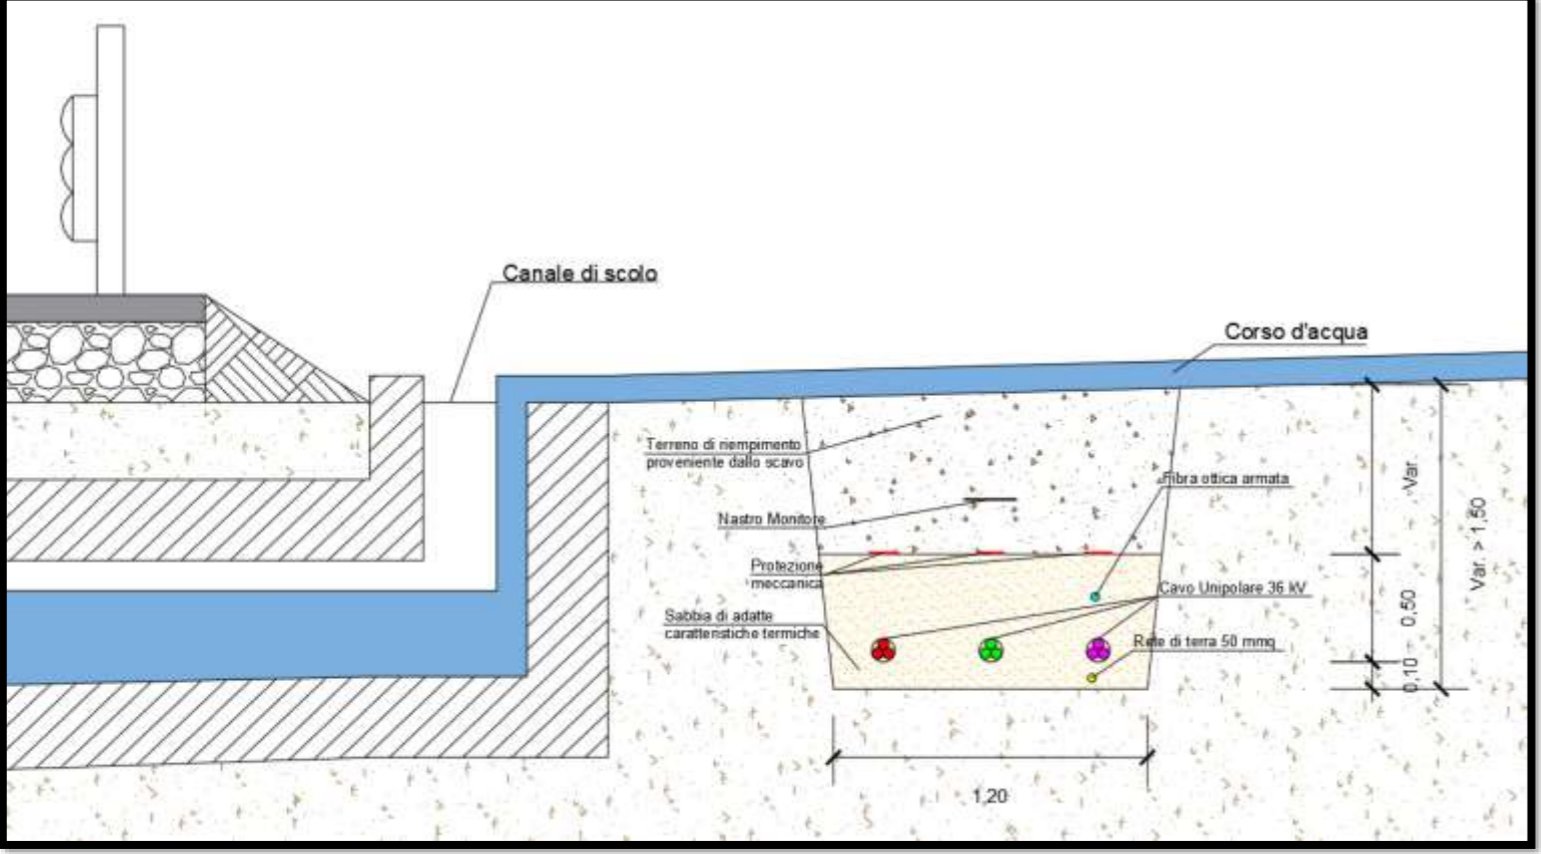 Canale di scolo
Corso d'acqua
Terreno di riempimento
proveniente dallo scavo
Fibra ottica armata
Nastro Monitore
Protezione
meccanica
Cavo Unipolare 36 kV
Sabbia di adatte
caratteristiche termiche
Rete di terra 50 mmq
Var.
Var. > 1,50
0,50
0,10
1,20